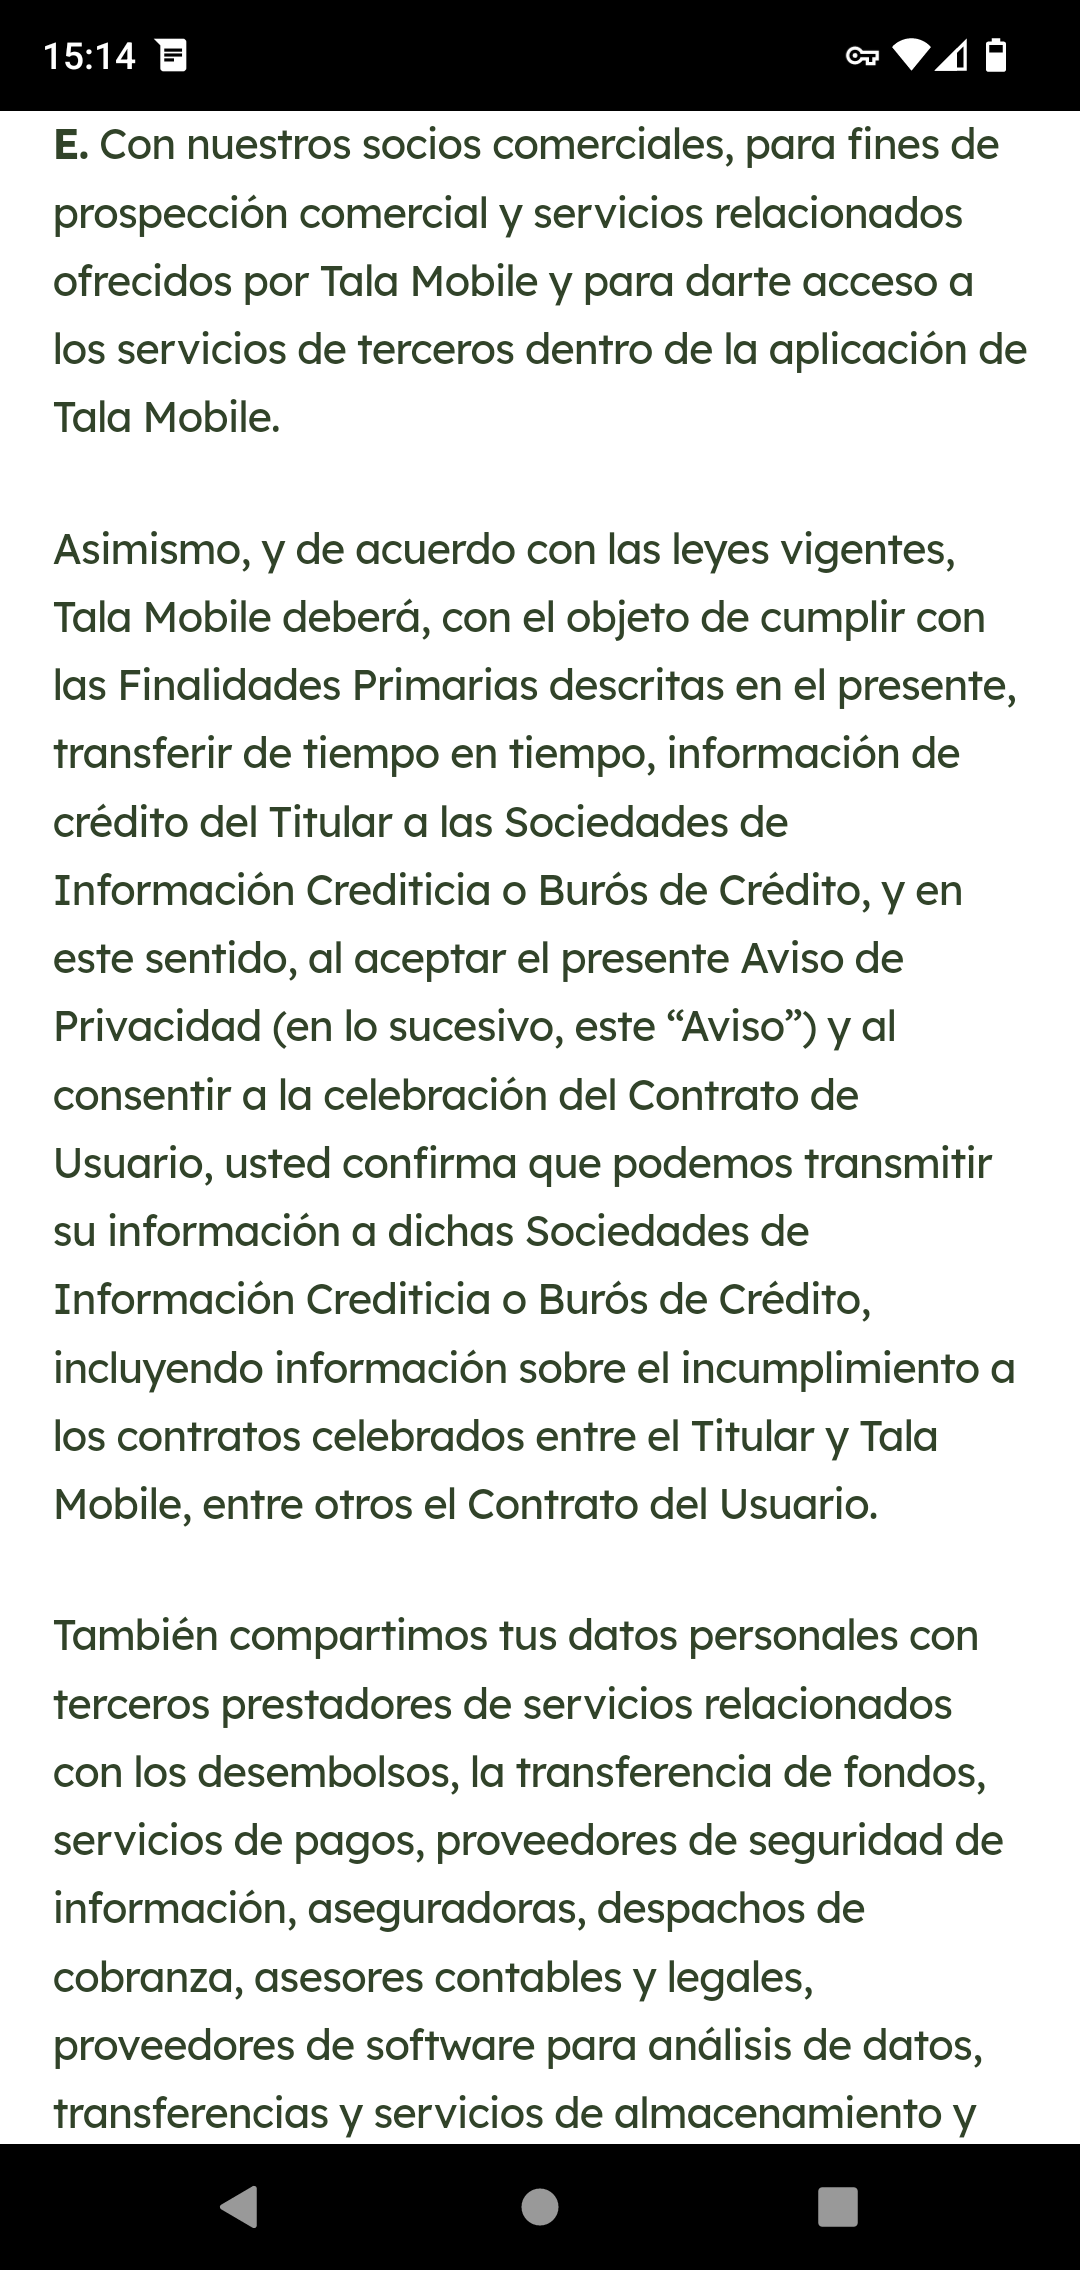 15:14
E. Con nuestros socios comerciales, para fines de
prospección comercial y servicios relacionados
ofrecidos por Tala Mobile y para darte acceso a
los servicios de terceros dentro de la aplicación de
Tala Mobile.
Asimismo, y de acuerdo con las leyes vigentes,
Tala Mobile deberá, con el objeto de cumplir con
las Finalidades Primarias descritas en el presente,
transferir de tiempo en tiempo, información de
crédito del Titular a las Sociedades de
Información Crediticia o Burós de Crédito, y en
este sentido, al aceptar el presente Aviso de
Privacidad (en lo sucesivo, este “Aviso”) y al
consentir a la celebración del Contrato de
Usuario, usted confirma que podemos transmitir
su información a dichas Sociedades de
Información Crediticia o Burós de Crédito,
incluyendo información sobre el incumplimiento a
los contratos celebrados entre el Titular y Tala
Mobile, entre otros el Contrato del Usuario.
También compartimos tus datos personales con
terceros prestadores de servicios relacionados
con los desembolsos, la transferencia de fondos,
servicios de pagos, proveedores de seguridad de
información, aseguradoras, despachos de
cobranza, asesores contables y legales,
proveedores de software para análisis de datos,
transferencias y servicios de almacenamiento y